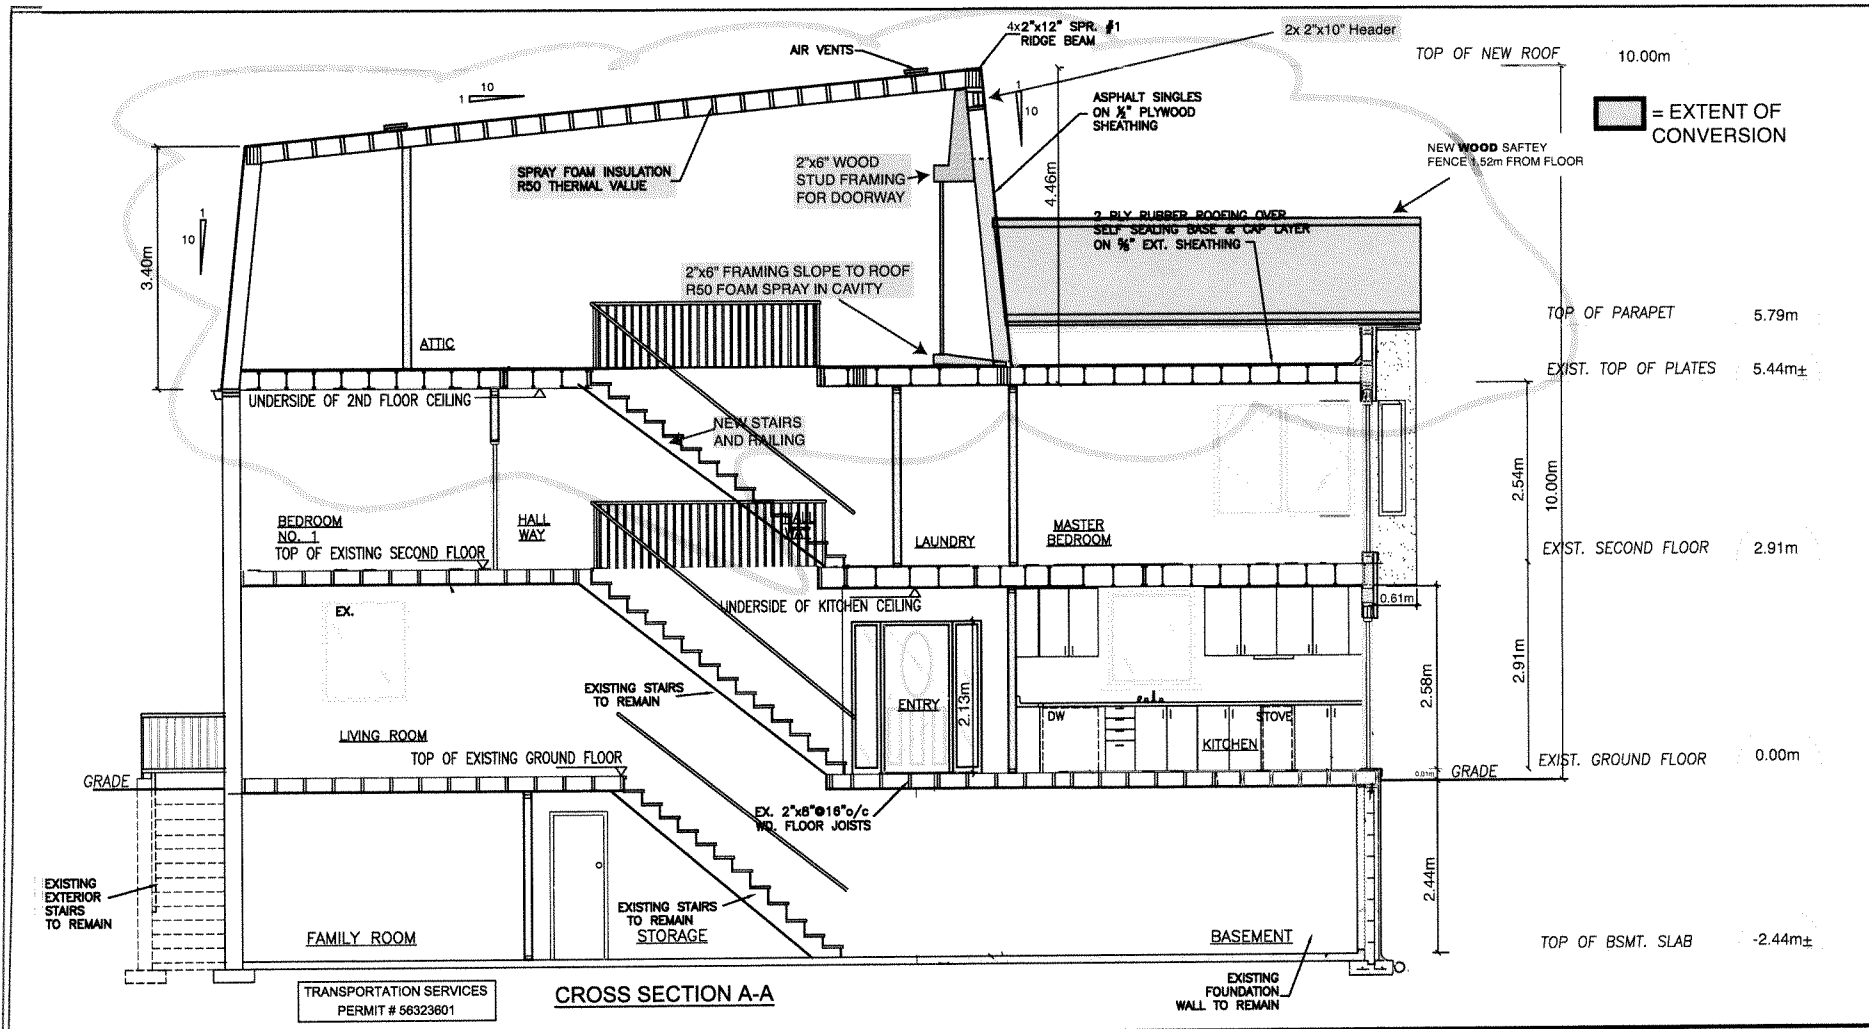 4x2"x12" SPR. #1
RIDGE BEAM
2x 2"x10" Header
AIR VENTS
TOP OF NEW ROOF 10.00m
1
10
1
10
ASPHALT SINGLES
ON ½" PLYWOOD
SHEATHING
= EXTENT OF
CONVERSION
NEW WOOD SAFTEY
FENCE 1.52m FROM FLOOR
SPRAY FOAM INSULATION
R50 THERMAL VALUE
2"x6" WOOD
STUD FRAMING
FOR DOORWAY
4.46m
1
10
3.40m
2 PLY RUBBER ROOFING OVER
SELF SEALING BASE & CAP LAYER
ON ⅝" EXT. SHEATHING
2"x6" FRAMING SLOPE TO ROOF
R50 FOAM SPRAY IN CAVITY
TOP OF PARAPET 5.79m
ATTIC
EXIST. TOP OF PLATES 5.44m±
UNDERSIDE OF 2ND FLOOR CEILING
NEW STAIRS
AND RAILING
2.54m
10.00m
BEDROOM
NO. 1
HALL
WAY
LAUNDRY
MASTER
BEDROOM
TOP OF EXISTING SECOND FLOOR
EXIST. SECOND FLOOR 2.91m
UNDERSIDE OF KITCHEN CEILING
0.61m
EX.
2.58m
2.91m
EXISTING STAIRS
TO REMAIN
ENTRY
2.13m
DW
STOVE
KITCHEN
LIVING ROOM
TOP OF EXISTING GROUND FLOOR
EXIST. GROUND FLOOR 0.00m
GRADE
GRADE
EX. 2"x8"@16"o/c
WD. FLOOR JOISTS
2.44m
EXISTING
EXTERIOR
STAIRS
TO REMAIN
EXISTING STAIRS
TO REMAIN
FAMILY ROOM
STORAGE
BASEMENT
TOP OF BSMT. SLAB -2.44m±
EXISTING
FOUNDATION
WALL TO REMAIN
TRANSPORTATION SERVICES
PERMIT # 56323601
CROSS SECTION A-A